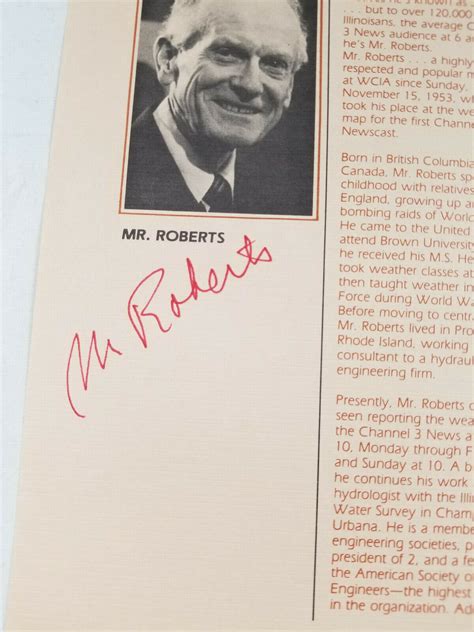 . . . but to over 120,000
Illinoisans, the average C
3 News audience at 6 a
he's Mr. Roberts.
Mr. Roberts . . . a highly
respected and popular m
at WCIA since Sunday,
November 15, 1953, w
took his place at the we
map for the first Channel
Newscast.
Born in British Columbia
Canada, Mr. Roberts spe
childhood with relatives
England, growing up a
bombing raids of World
He came to the United
attend Brown University
he received his M.S. He
took weather classes at
then taught weather in
Force during World Wa
Before moving to centr
Mr. Roberts lived in Pro
Rhode Island, working
consultant to a hydraul
engineering firm.
Presently, Mr. Roberts c
seen reporting the wea
the Channel 3 News a
10, Monday through F
and Sunday at 10. A b
he continues his work
hydrologist with the Ill
Water Survey in Cham
Urbana. He is a membe
engineering societies, p
president of 2, and a fe
the American Society o
Engineers—the highest
in the organization. Ad
MR. ROBERTS
M Roberts